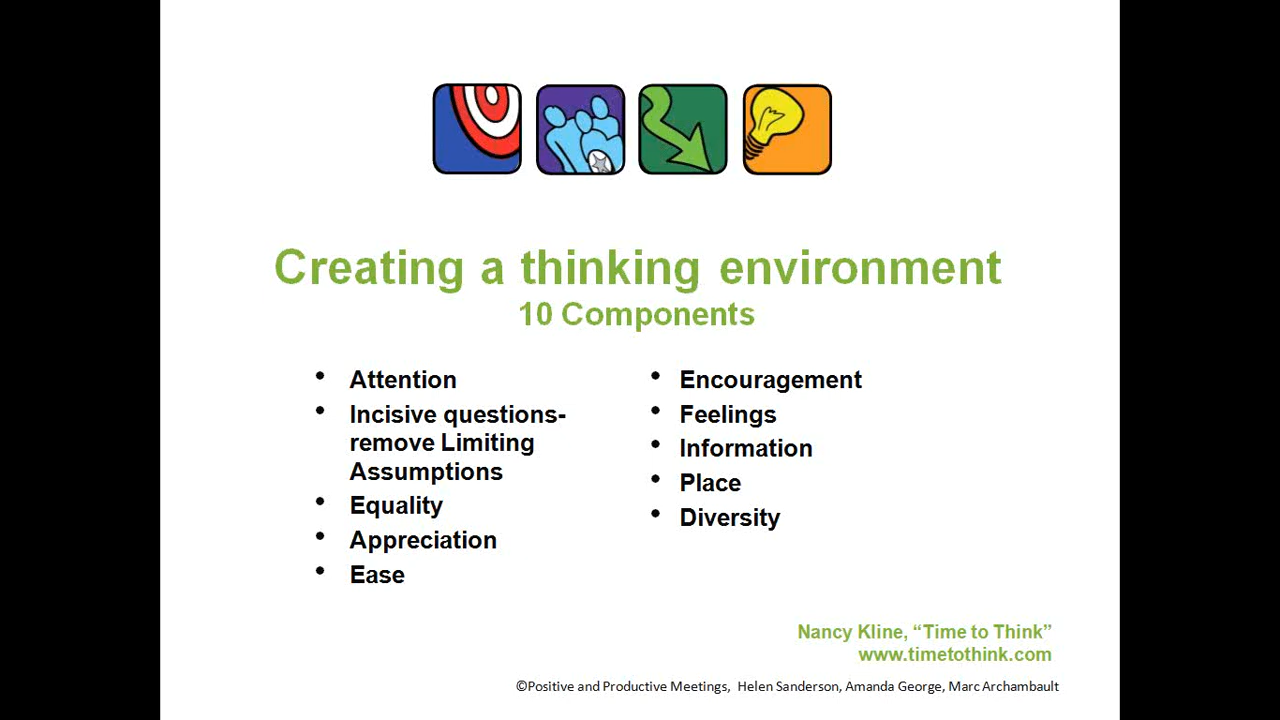 Creating a thinking environment
10 Components
• Attention
• Incisive questions-
remove Limiting
Assumptions
• Equality
• Appreciation
• Ease
• Encouragement
• Feelings
• Information
• Place
• Diversity
Nancy Kline, “Time to Think”
www.timetothink.com
©Positive and Productive Meetings, Helen Sanderson, Amanda George, Marc Archambault